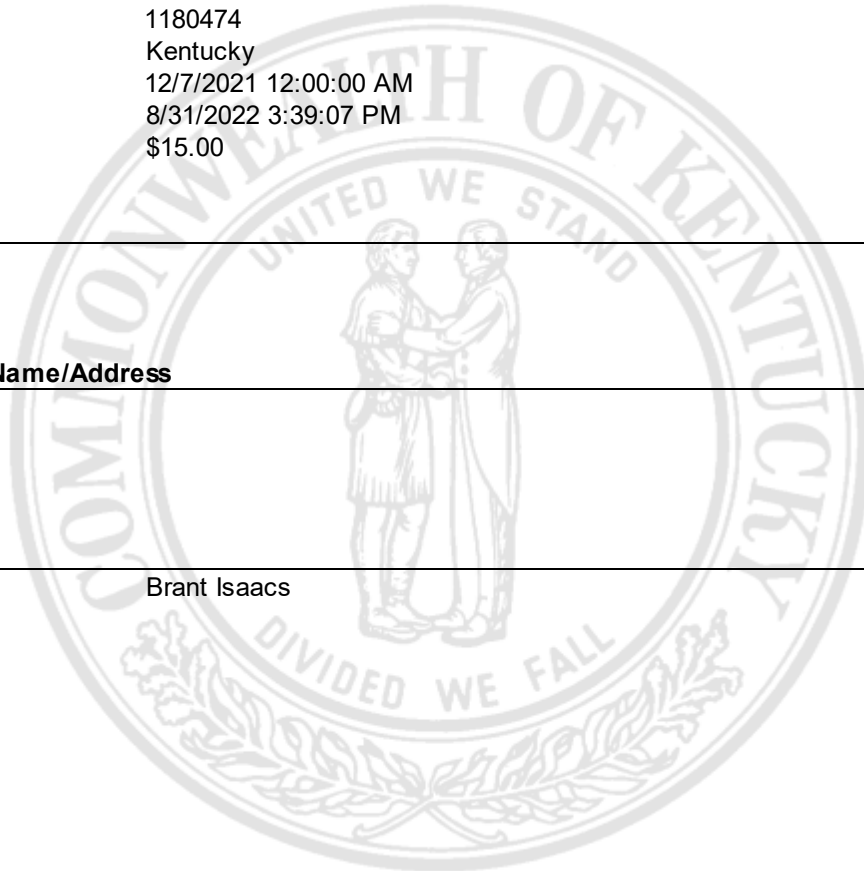 1180474
Kentucky
12/7/2021 12:00:00 AM
8/31/2022 3:39:07 PM
$15.00
COMMONWEALTH OF KENTUCKY
UNITED WE STAND
ame/Address
Brant Isaacs
DIVIDED WE FALL